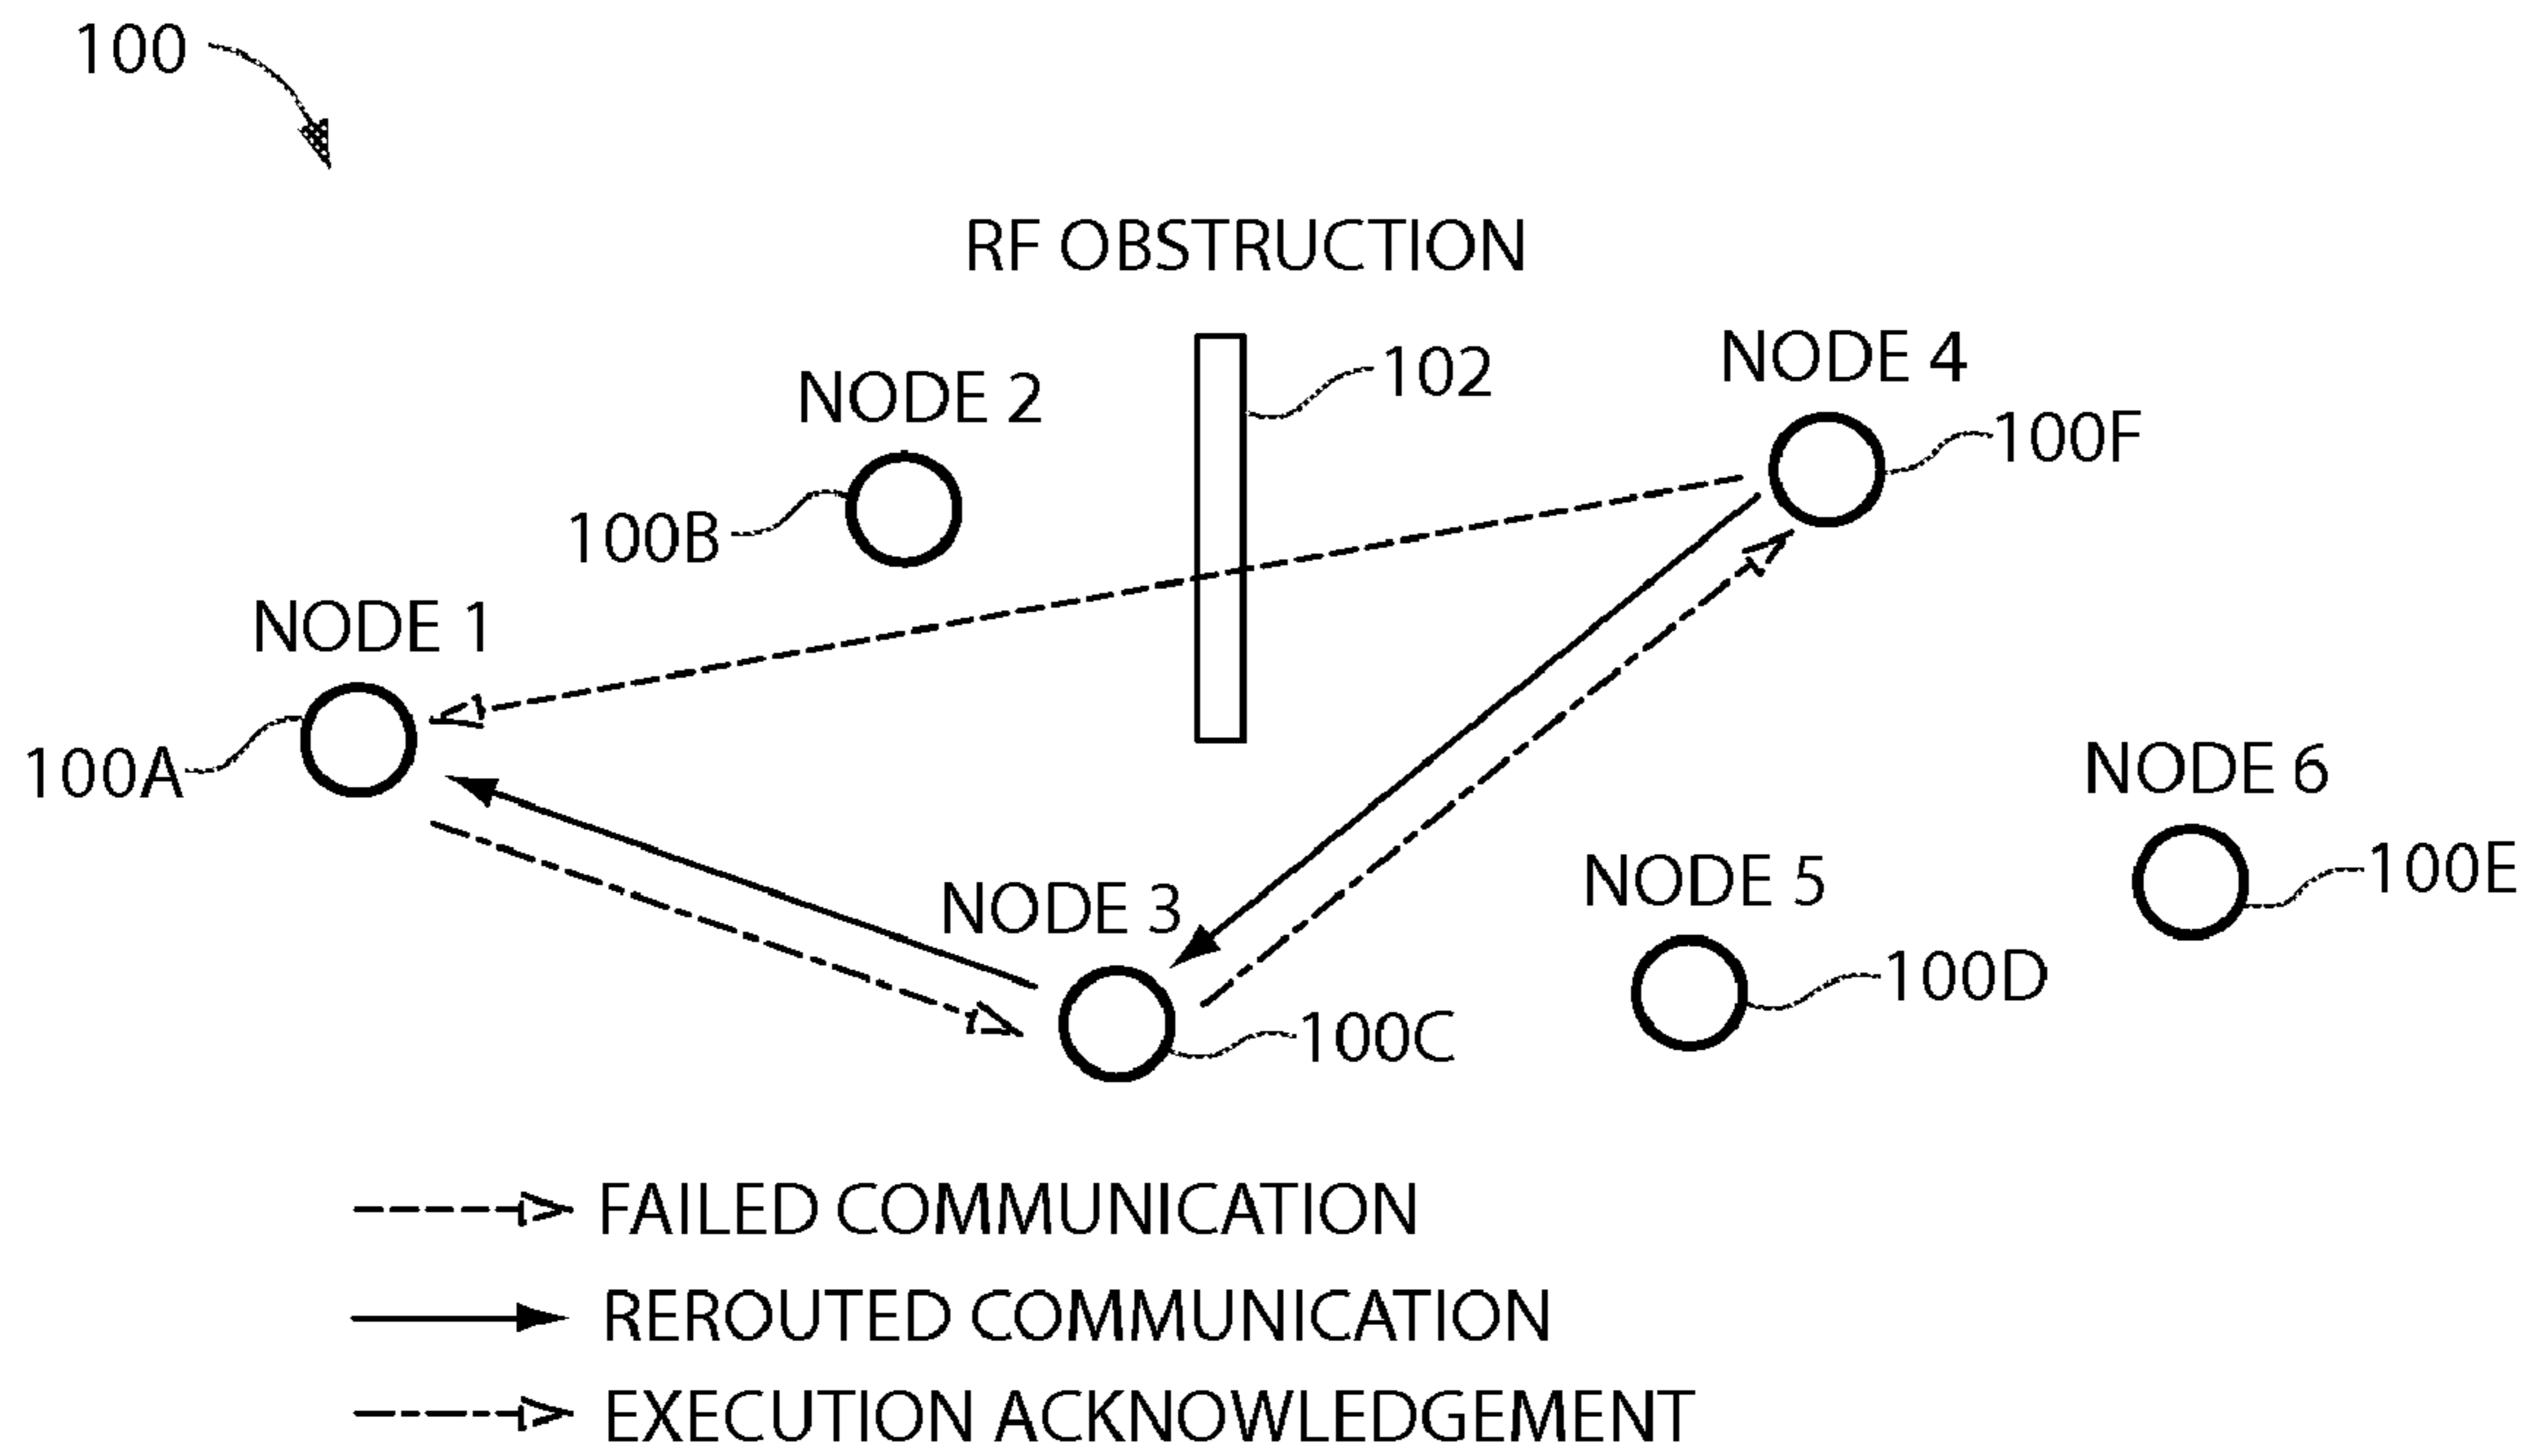 100
RF OBSTRUCTION
NODE 4
102
NODE 2
100F
100B
NODE 1
100A
NODE 6
NODE 5
100E
NODE 3
100D
100C
FAILED COMMUNICATION
REROUTED COMMUNICATION
EXECUTION ACKNOWLEDGEMENT